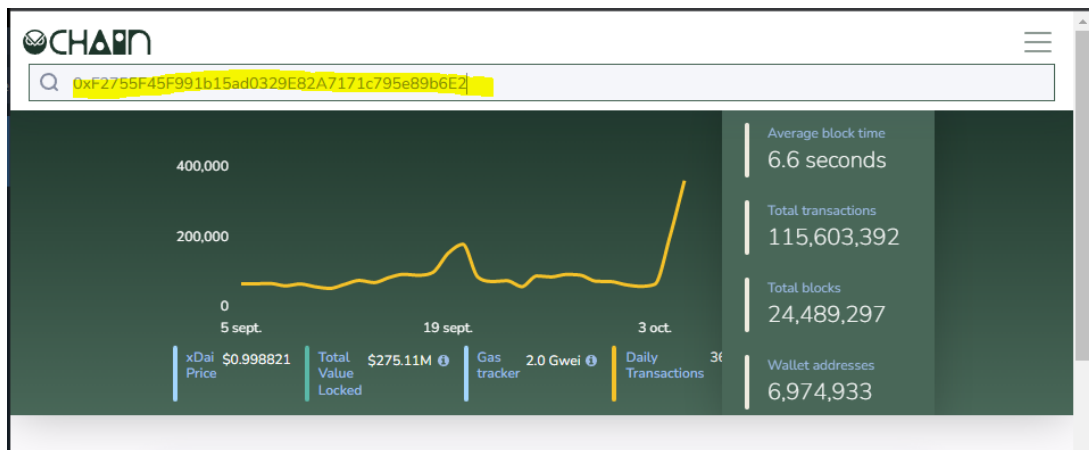 CHAIN
0xF2755F45F991b15ad0329E82A7171c795e89b6E2
400,000
200,000
0
5 sept.
19 sept.
3 oct.
xDai Price $0.998821
Total Value Locked $275.11M
Gas tracker 2.0 Gwei
Daily Transactions 36
Average block time
6.6 seconds
Total transactions
115,603,392
Total blocks
24,489,297
Wallet addresses
6,974,933